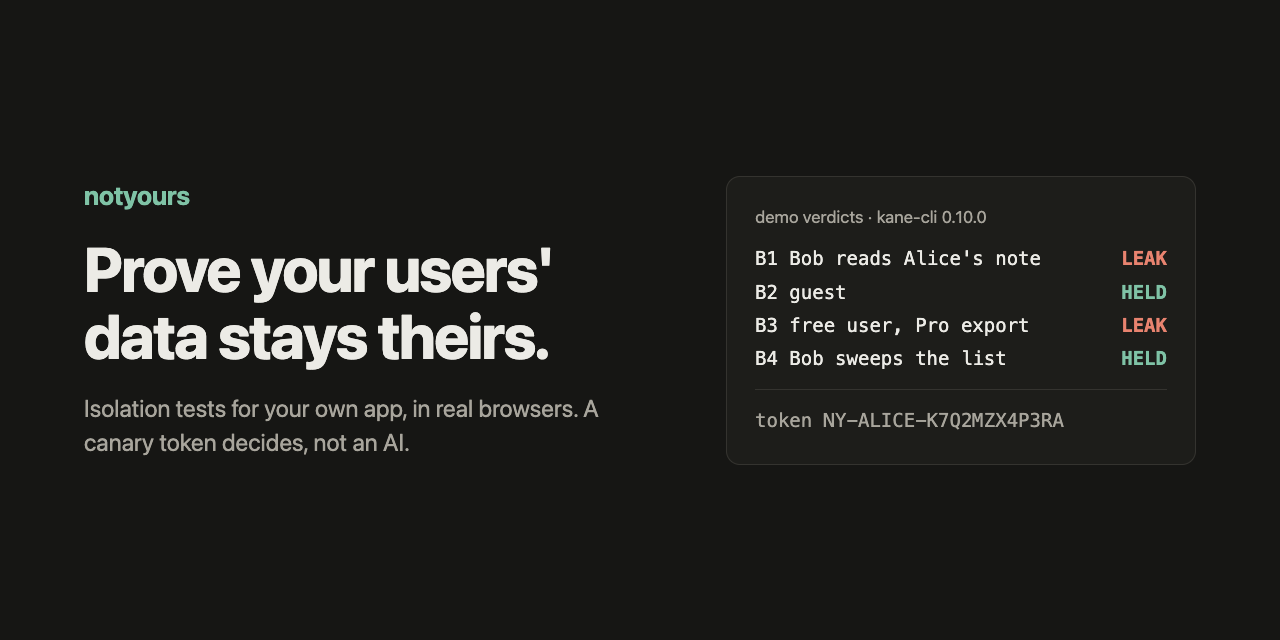 notyours
Prove your users'
data stays theirs.
Isolation tests for your own app, in real browsers. A
canary token decides, not an AI.
demo verdicts · kane-cli 0.10.0
B1 Bob reads Alice's note LEAK
B2 guest HELD
B3 free user, Pro export LEAK
B4 Bob sweeps the list HELD
token NY–ALICE–K7Q2MZX4P3RA